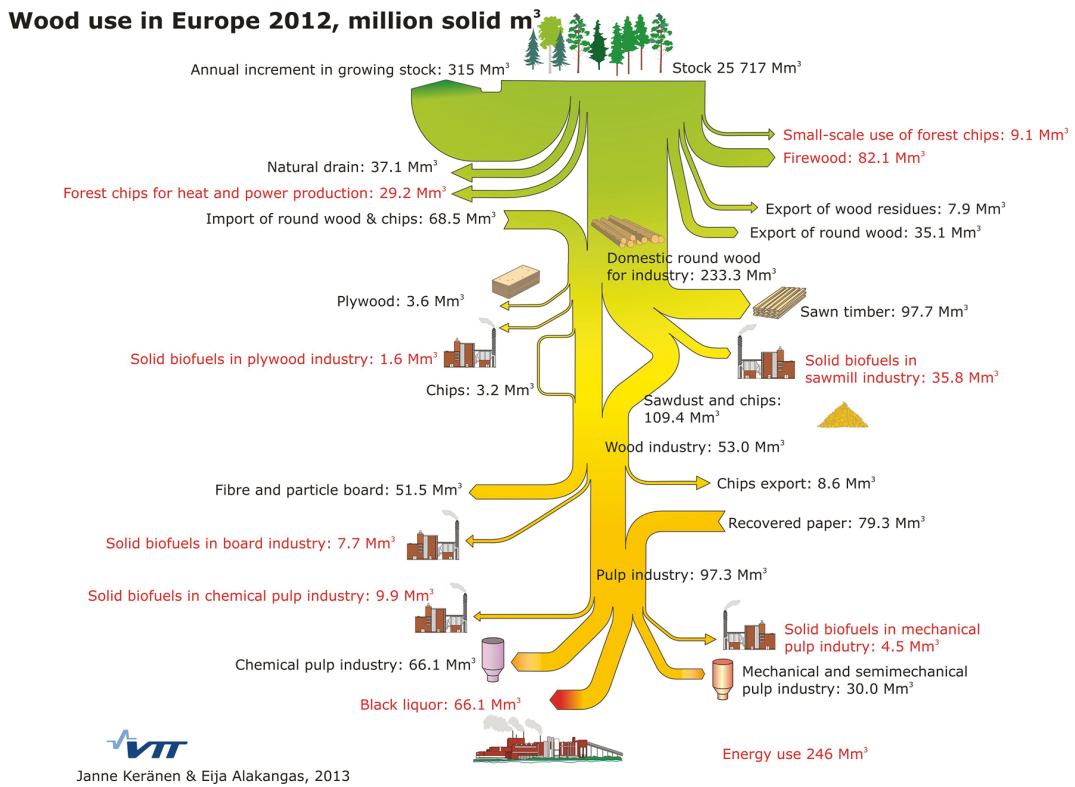 Wood use in Europe 2012, million solid m³
Annual increment in growing stock: 315 Mm³
Stock 25 717 Mm³
Small-scale use of forest chips: 9.1 Mm³
Firewood: 82.1 Mm³
Natural drain: 37.1 Mm³
Forest chips for heat and power production: 29.2 Mm³
Import of round wood & chips: 68.5 Mm³
Export of wood residues: 7.9 Mm³
Export of round wood: 35.1 Mm³
Domestic round wood
for industry: 233.3 Mm³
Plywood: 3.6 Mm³
Sawn timber: 97.7 Mm³
Solid biofuels in plywood industry: 1.6 Mm³
Solid biofuels in
sawmill industry: 35.8 Mm³
Chips: 3.2 Mm³
Sawdust and chips:
109.4 Mm³
Wood industry: 53.0 Mm³
Fibre and particle board: 51.5 Mm³
Chips export: 8.6 Mm³
Recovered paper: 79.3 Mm³
Solid biofuels in board industry: 7.7 Mm³
Pulp industry: 97.3 Mm³
Solid biofuels in chemical pulp industry: 9.9 Mm³
Solid biofuels in mechanical
pulp indutry: 4.5 Mm³
Chemical pulp industry: 66.1 Mm³
Mechanical and semimechanical
pulp industry: 30.0 Mm³
Black liquor: 66.1 Mm³
Energy use 246 Mm³
VTT
Janne Keränen & Eija Alakangas, 2013